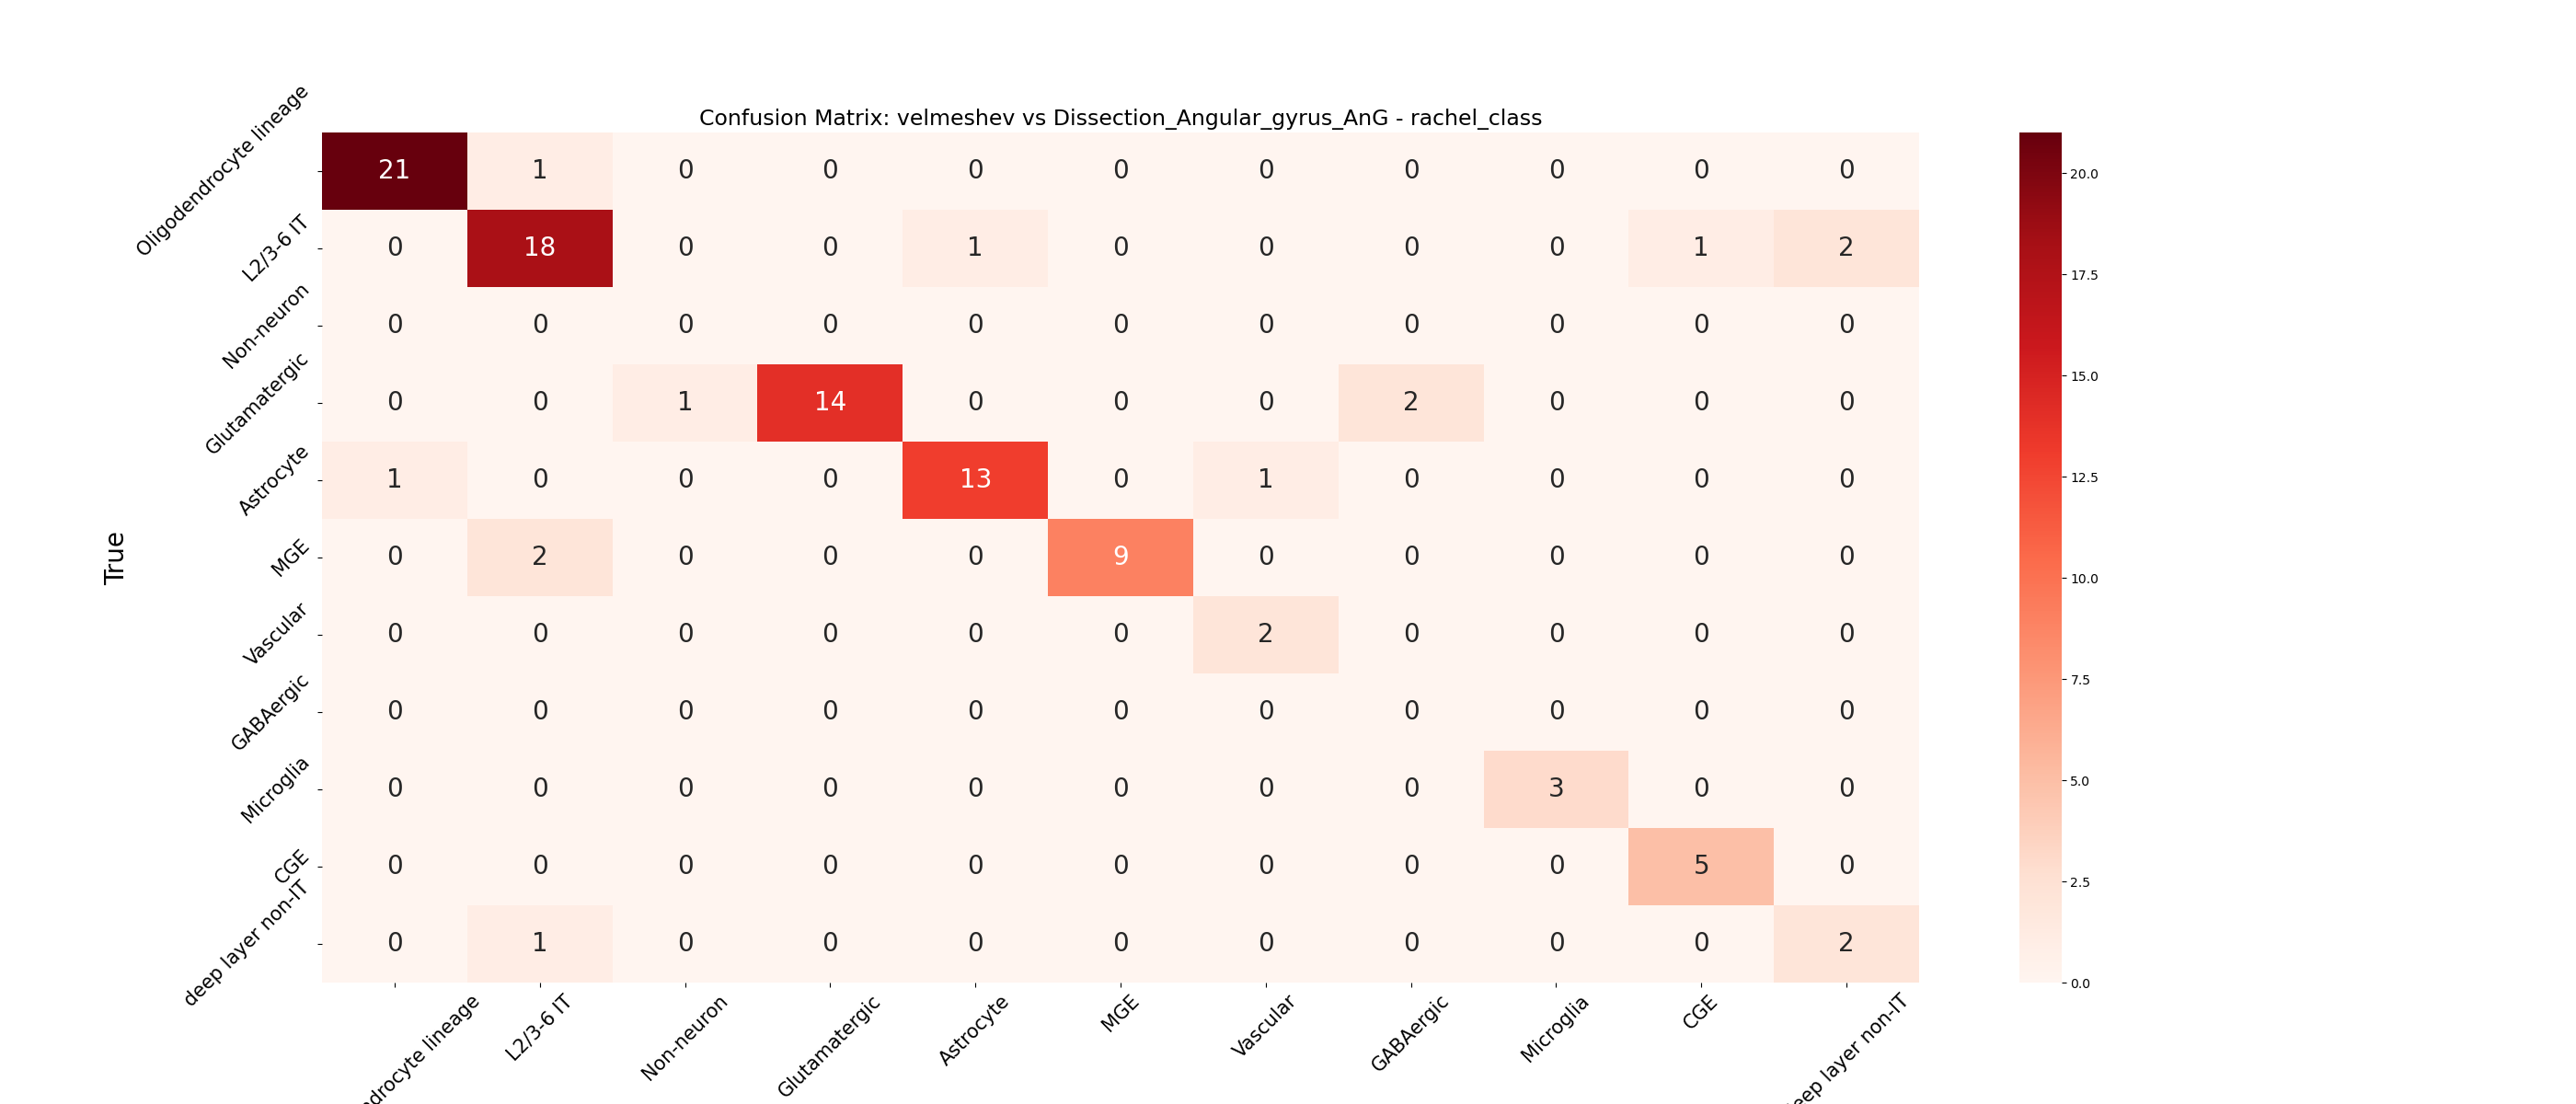 Confusion Matrix: velmeshev vs Dissection_Angular_gyrus_AnG - rachel_class
True
Oligodendrocyte lineage 21 1 0 0 0 0 0 0 0 0 0
L2/3-6 IT 0 18 0 0 1 0 0 0 0 1 2
Non-neuron 0 0 0 0 0 0 0 0 0 0 0
Glutamatergic 0 0 1 14 0 0 0 2 0 0 0
Astrocyte 1 0 0 0 13 0 1 0 0 0 0
MGE 0 2 0 0 0 9 0 0 0 0 0
Vascular 0 0 0 0 0 0 2 0 0 0 0
GABAergic 0 0 0 0 0 0 0 0 0 0 0
Microglia 0 0 0 0 0 0 0 0 3 0 0
CGE 0 0 0 0 0 0 0 0 0 5 0
deep layer non-IT 0 1 0 0 0 0 0 0 0 0 2
lineage
L2/3-6 IT
Non-neuron
Glutamatergic
Astrocyte
MGE
Vascular
GABAergic
Microglia
CGE
layer non-IT
20.0
17.5
15.0
12.5
10.0
7.5
5.0
2.5
0.0